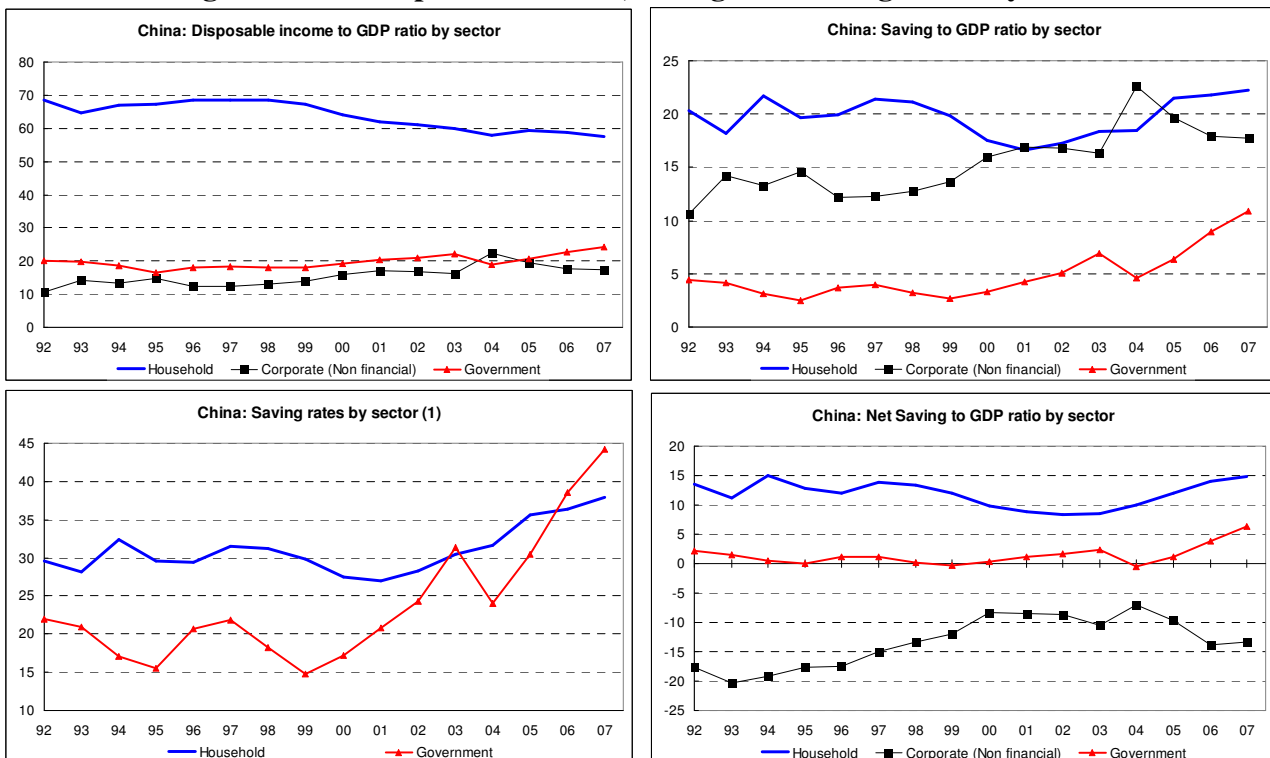 China: Disposable income to GDP ratio by sector
80
70
60
50
40
30
20
10
0
92 93 94 95 96 97 98 99 00 01 02 03 04 05 06 07
Household Corporate (Non financial) Government
China: Saving to GDP ratio by sector
25
20
15
10
5
0
92 93 94 95 96 97 98 99 00 01 02 03 04 05 06 07
Household Corporate (Non financial) Government
China: Saving rates by sector (1)
45
40
35
30
25
20
15
10
92 93 94 95 96 97 98 99 00 01 02 03 04 05 06 07
Household Government
China: Net Saving to GDP ratio by sector
20
15
10
5
0
-5
-10
-15
-20
-25
92 93 94 95 96 97 98 99 00 01 02 03 04 05 06 07
Household Corporate (Non financial) Government